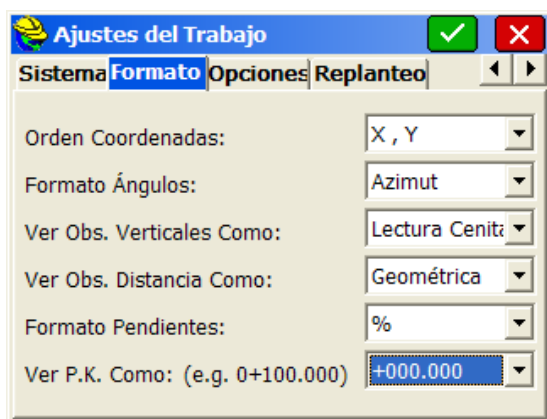 Ajustes del Trabajo
Sistema Formato Opciones Replanteo
Orden Coordenadas: X , Y
Formato Ángulos: Azimut
Ver Obs. Verticales Como: Lectura Cenita
Ver Obs. Distancia Como: Geométrica
Formato Pendientes: %
Ver P.K. Como: (e.g. 0+100.000) +000.000